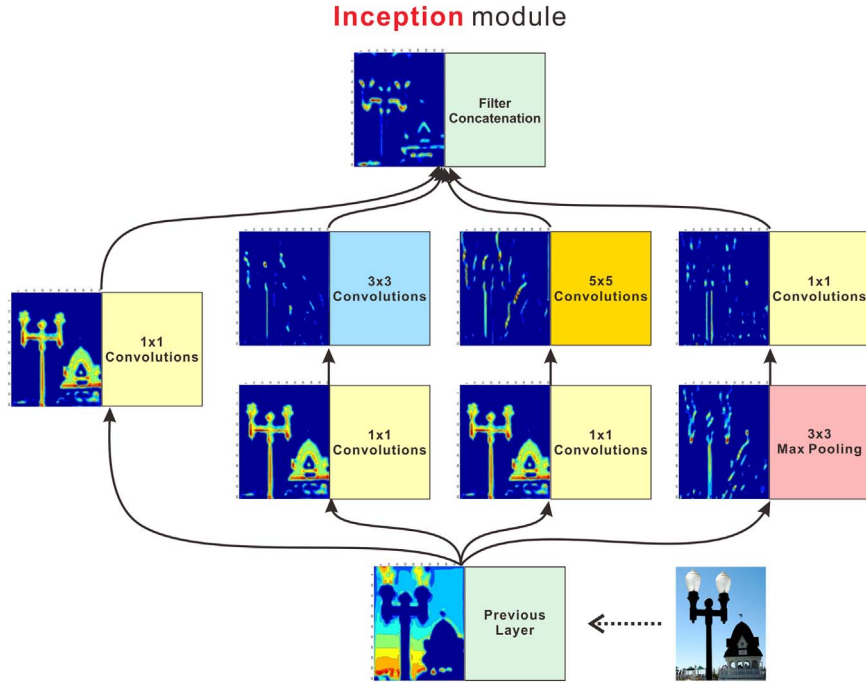 Inception module
Filter
Concatenation
3x3
Convolutions
5x5
Convolutions
1x1
Convolutions
1x1
Convolutions
1x1
Convolutions
1x1
Convolutions
3x3
Max Pooling
Previous
Layer